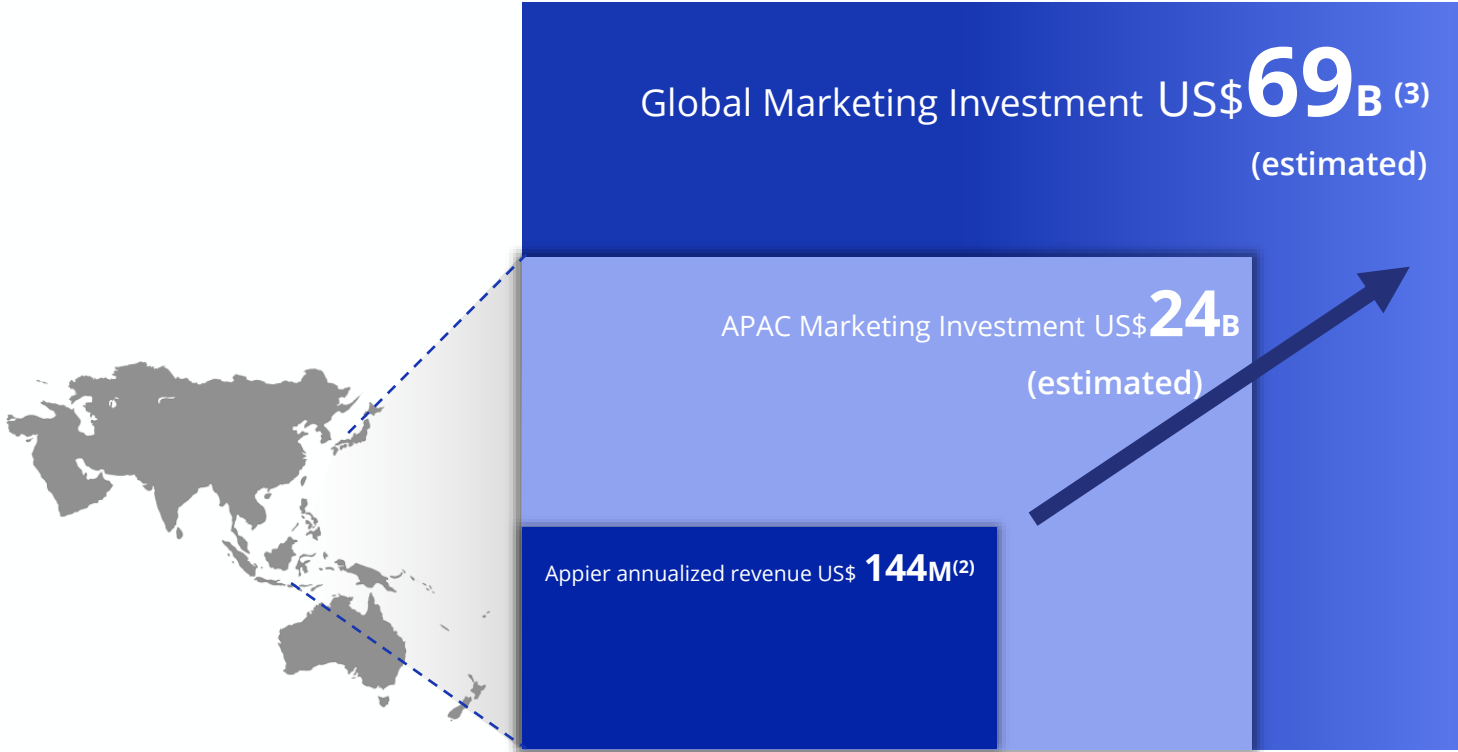 Global Marketing Investment US$69B (3)
(estimated)
APAC Marketing Investment US$24B
(estimated)
Appier annualized revenue US$ 144M(2)